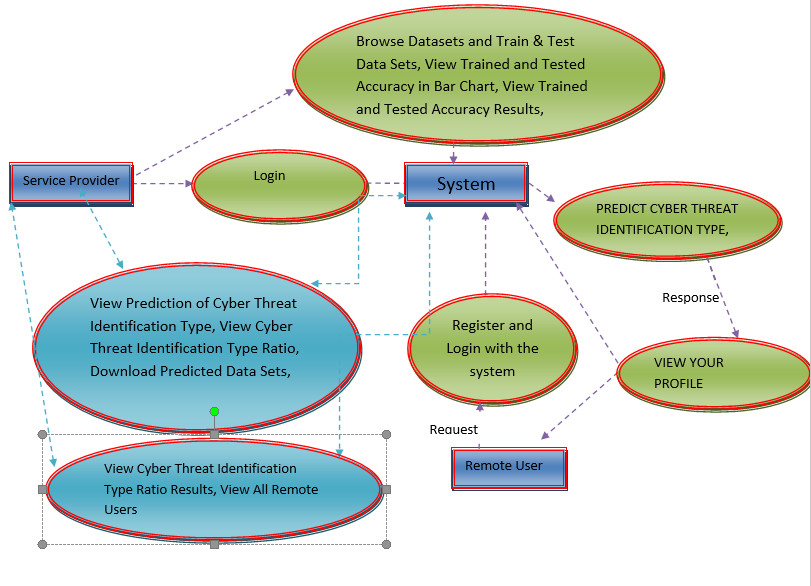 Browse Datasets and Train & Test
Data Sets, View Trained and Tested
Accuracy in Bar Chart, View Trained
and Tested Accuracy Results,
Service Provider
Login
System
PREDICT CYBER THREAT
IDENTIFICATION TYPE,
Response
View Prediction of Cyber Threat
Identification Type, View Cyber
Threat Identification Type Ratio,
Download Predicted Data Sets,
Register and
Login with the
system
VIEW YOUR
PROFILE
Request
Remote User
View Cyber Threat Identification
Type Ratio Results, View All Remote
Users